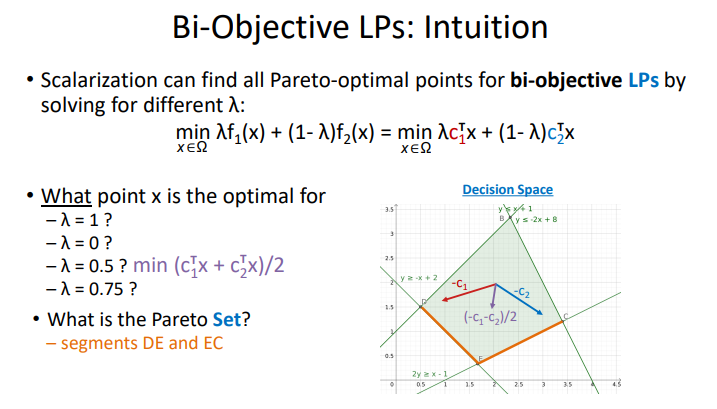 Bi-Objective LPs: Intuition
• Scalarization can find all Pareto-optimal points for bi-objective LPs by
solving for different λ:
min λf₁(x) + (1- λ)f₂(x) = min λc₁ᵀx + (1- λ)c₂ᵀx
x∈Ω x∈Ω
• What point x is the optimal for
– λ = 1 ?
– λ = 0 ?
– λ = 0.5 ? min (c₁ᵀx + c₂ᵀx)/2
– λ = 0.75 ?
• What is the Pareto Set?
– segments DE and EC
Decision Space
3.5
y ≤ x + 1
B
y ≤ -2x + 8
3
2.5
2
y ≥ -x + 2
-c₁
-c₂
1.5
D
(-c₁-c₂)/2
C
1
0.5
E
2y ≥ x - 1
0 0.5 1 1.5 2 2.5 3 3.5 4 4.5